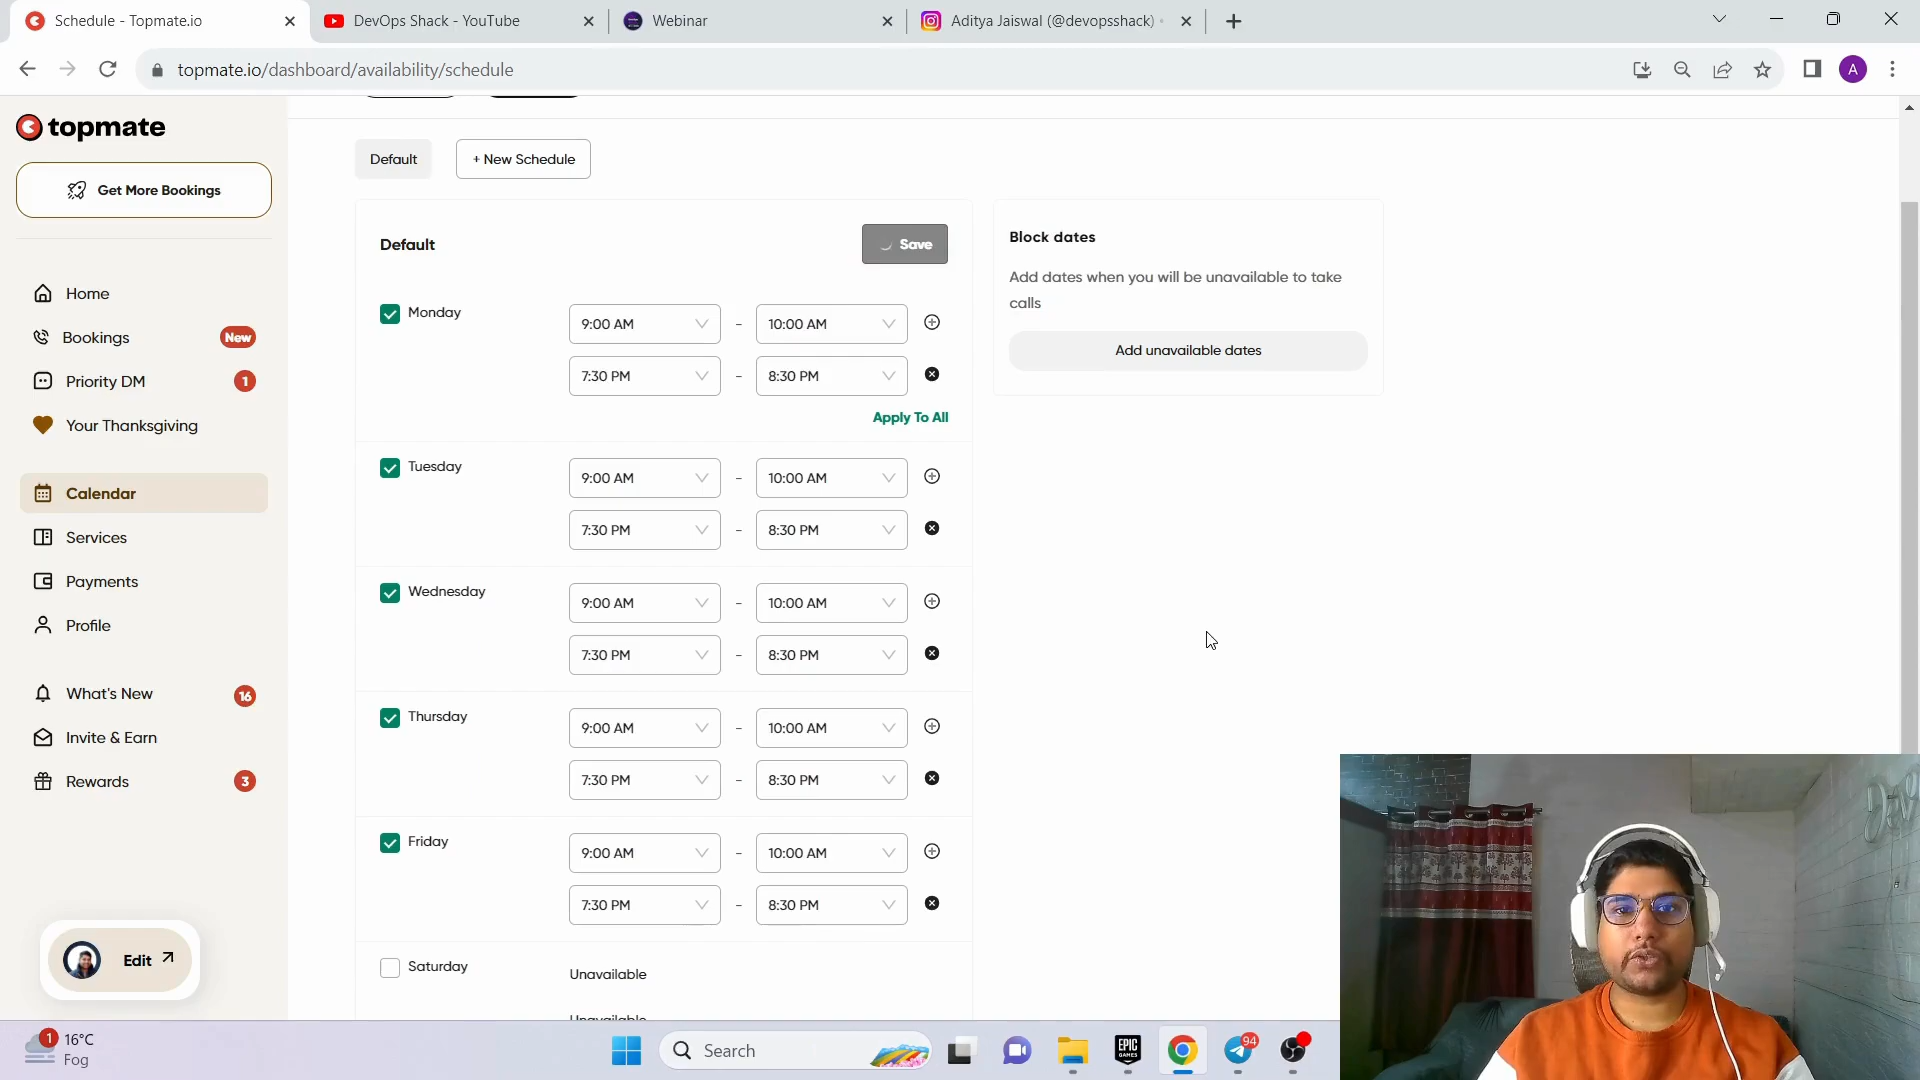 Schedule - Topmate.io
DevOps Shack - YouTube
Webinar
Aditya Jaiswal (@devopsshack)
topmate.io/dashboard/availability/schedule
A
topmate
Get More Bookings
Home
Bookings
New
Priority DM
1
Your Thanksgiving
Calendar
Services
Payments
Profile
What's New
16
Invite & Earn
Rewards
3
Edit
Default
+ New Schedule
Default
Save
Monday
9:00 AM
-
10:00 AM
7:30 PM
-
8:30 PM
Apply To All
Tuesday
9:00 AM
-
10:00 AM
7:30 PM
-
8:30 PM
Wednesday
9:00 AM
-
10:00 AM
7:30 PM
-
8:30 PM
Thursday
9:00 AM
-
10:00 AM
7:30 PM
-
8:30 PM
Friday
9:00 AM
-
10:00 AM
7:30 PM
-
8:30 PM
Saturday
Unavailable
Unavailable
Block dates
Add dates when you will be unavailable to take
calls
Add unavailable dates
1
16°C
Fog
Search
EPIC
GAMES
94